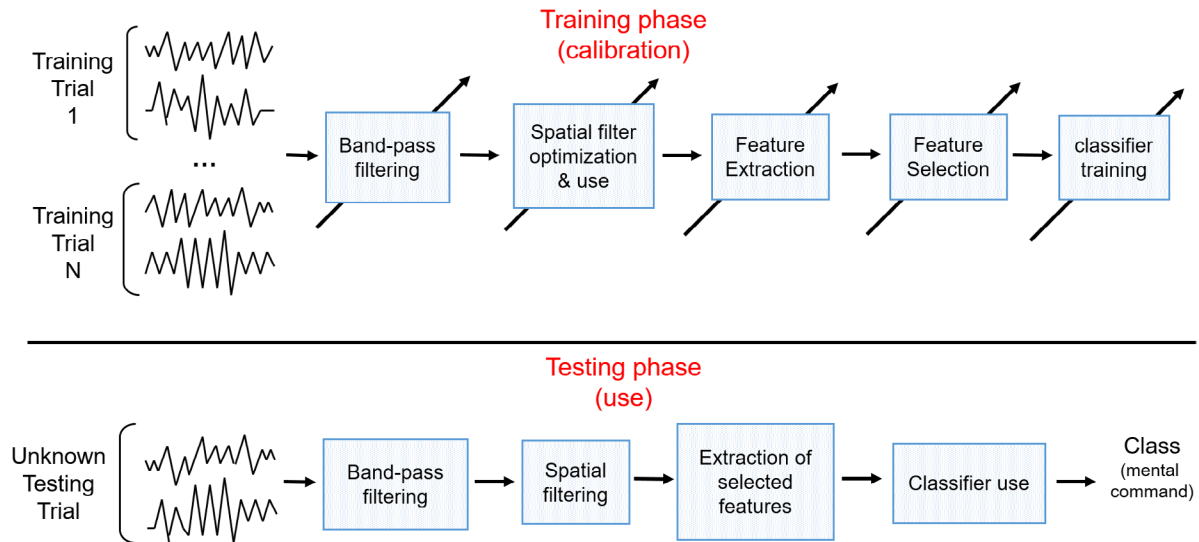 Training phase
(calibration)
Training
Trial
1
...
Training
Trial
N
Band-pass
filtering
Spatial filter
optimization
& use
Feature
Extraction
Feature
Selection
classifier
training
Testing phase
(use)
Unknown
Testing
Trial
Band-pass
filtering
Spatial
filtering
Extraction of
selected
features
Classifier use
Class
(mental
command)